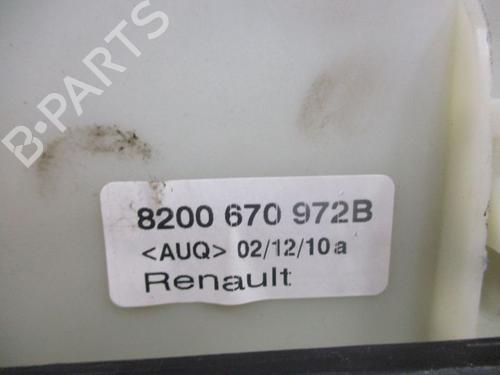 B-PARTS
8200 670 972B
<AUQ> 02/12/10 a
Renault